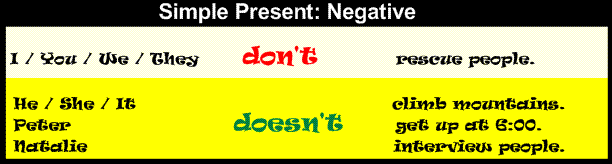 Simple Present: Negative
I / You / We / They don't rescue people.
He / She / It climb mountains.
Peter doesn't get up at 6:00.
Natalie interview people.